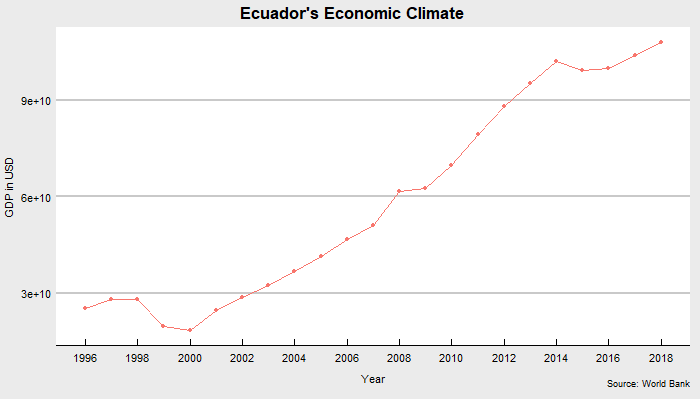 Ecuador's Economic Climate
GDP in USD
9e+10
6e+10
3e+10
1996 1998 2000 2002 2004 2006 2008 2010 2012 2014 2016 2018
Year
Source: World Bank